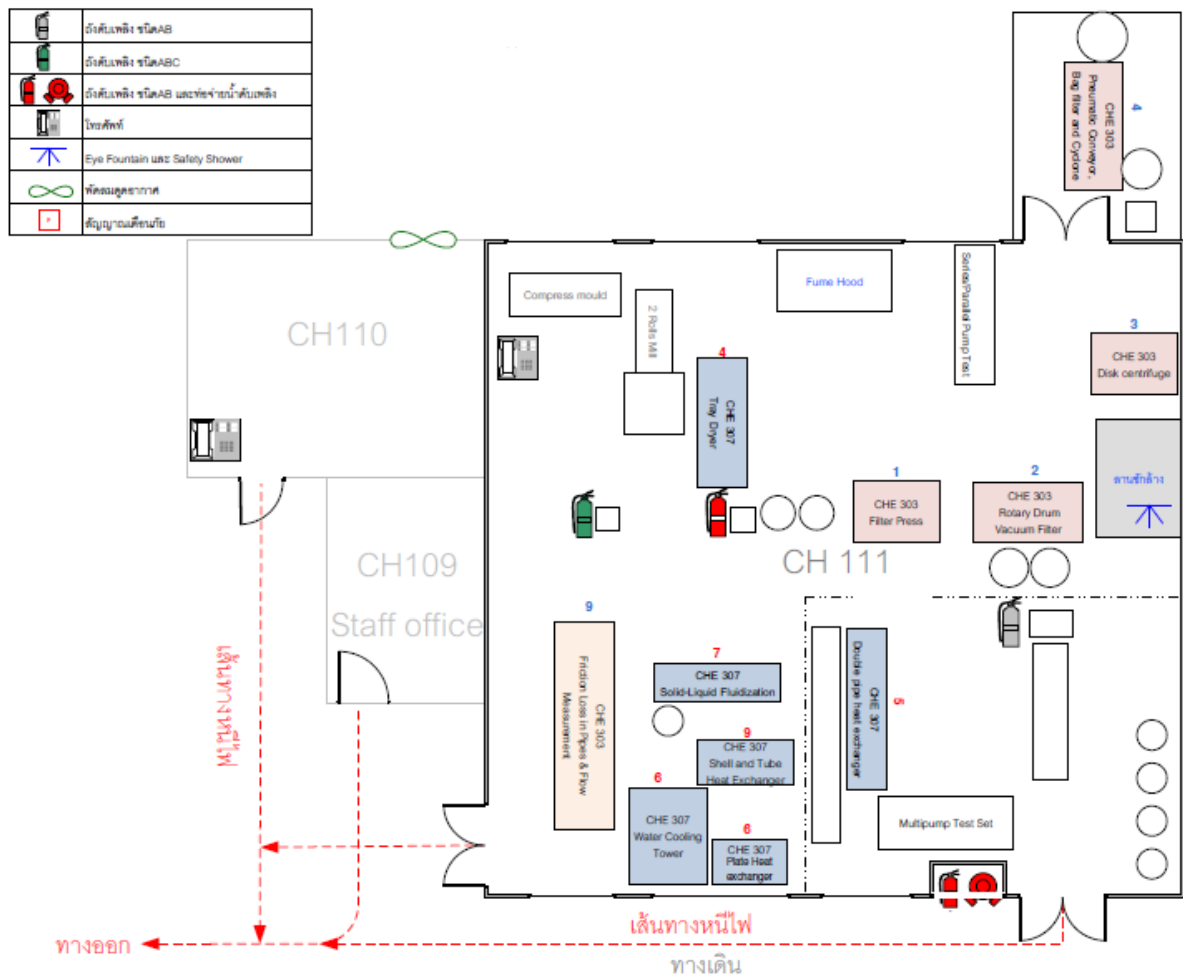 ถังดับเพลิง ชนิดAB
ถังดับเพลิง ชนิดABC
ถังดับเพลิง ชนิดAB และท่อจ่ายน้ำดับเพลิง
โทรศัพท์
Eye Fountain และ Safety Shower
พัดลมดูดอากาศ
F
สัญญาณเตือนภัย
CHE 303
Pneumatic Conveyor,
Bag filter and Cyclone
4
CH110
Compress mould
2 Rolls Mill
Fume Hood
Series/Parallel Pump Test
3
CHE 303
Disk centrifuge
4
CHE 307
Tray Dryer
1
CHE 303
Filter Press
2
CHE 303
Rotary Drum
Vacuum Filter
ลานซักล้าง
CH 111
CH109
Staff office
9
CHE 303
Friction Loss in Pipes & Flow
Measurement
7
CHE 307
Solid-Liquid Fluidization
9
CHE 307
Shell and Tube
Heat Exchanger
CHE 307
Double pipe heat exchanger
5
6
CHE 307
Water Cooling
Tower
6
CHE 307
Plate Heat
exchanger
Multipump Test Set
เส้นทางหนีไฟ
เส้นทางหนีไฟ
ทางออก
ทางเดิน